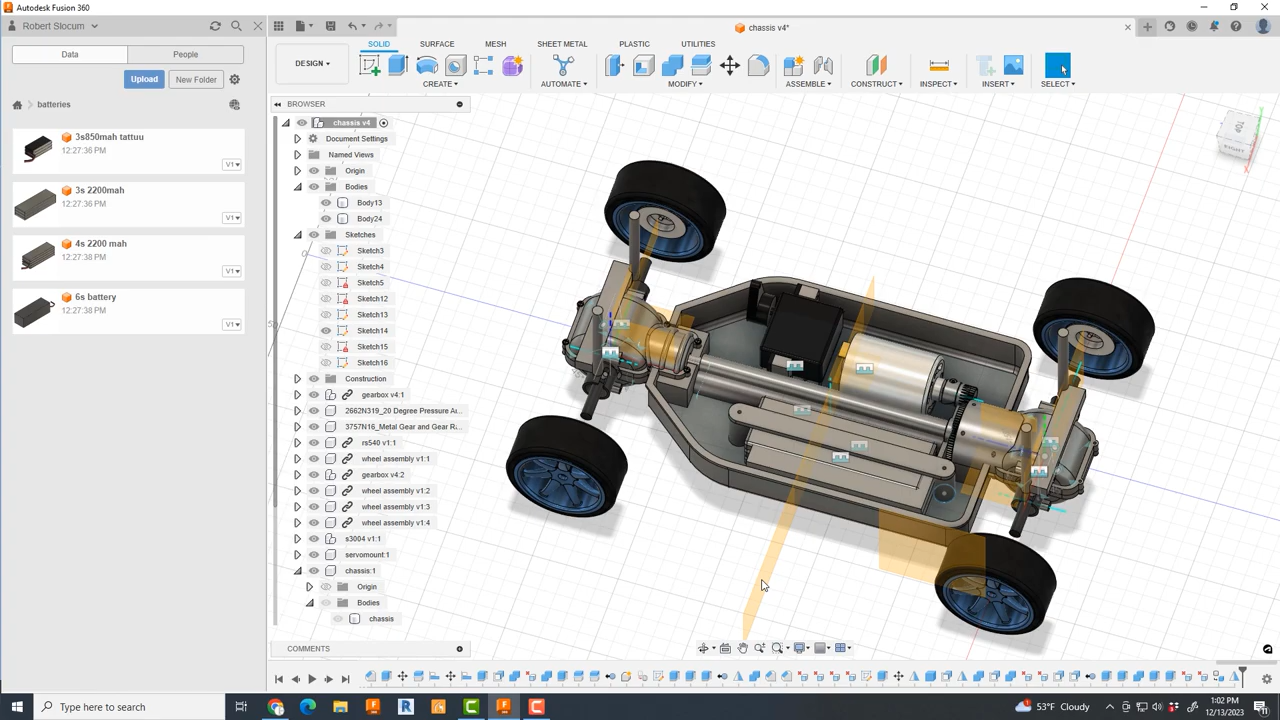 Autodesk Fusion 360
Robert Slocum
chassis v4*
Data
People
Upload
New Folder
batteries
3s850mah tattuu
12:27:36 PM
V1
3s 2200mah
12:27:36 PM
V1
4s 2200 mah
12:27:36 PM
V1
6s battery
12:27:38 PM
V1
SOLID
SURFACE
MESH
SHEET METAL
PLASTIC
UTILITIES
DESIGN
CREATE
AUTOMATE
MODIFY
ASSEMBLE
CONSTRUCT
INSPECT
INSERT
SELECT
BROWSER
chassis v4
Document Settings
Named Views
Origin
Bodies
Body13
Body24
Sketches
Sketch3
Sketch4
Sketch5
Sketch12
Sketch13
Sketch14
Sketch15
Sketch16
Construction
gearbox v4:1
2662N319_20 Degree Pressure Au...
3757N16_Metal Gear and Gear R...
rs540 v1:1
wheel assembly v1:1
gearbox v4:2
wheel assembly v1:2
wheel assembly v1:3
wheel assembly v1:4
s3004 v1:1
servomount:1
chassis:1
Origin
Bodies
chassis
TOP
RIGHT
COMMENTS
Type here to search
53°F Cloudy
1:02 PM
12/13/2023